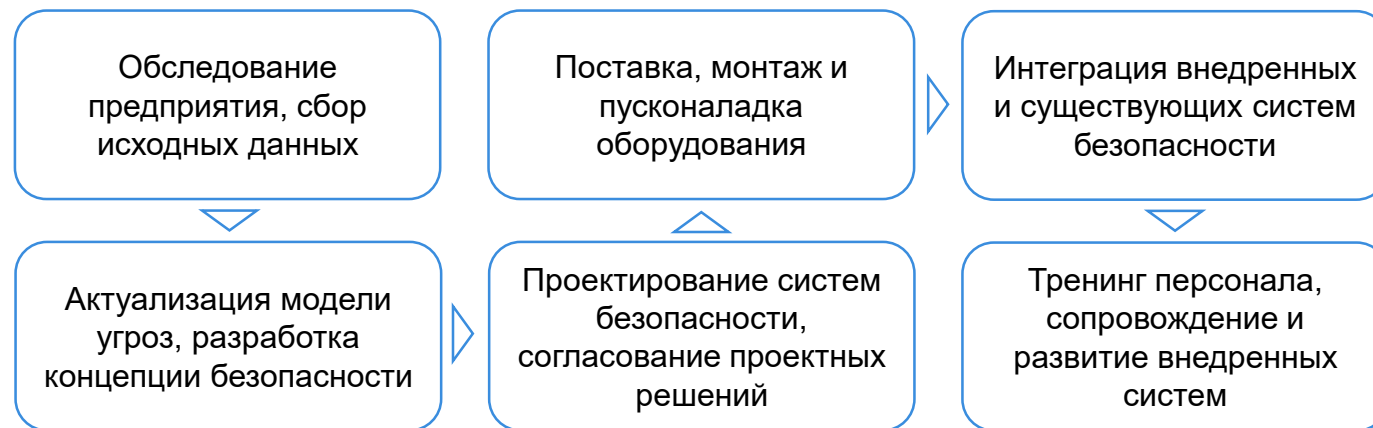 Обследование
предприятия, сбор
исходных данных
Актуализация модели
угроз, разработка
концепции безопасности
Проектирование систем
безопасности,
согласование проектных
решений
Поставка, монтаж и
пусконаладка
оборудования
Интеграция внедренных
и существующих систем
безопасности
Тренинг персонала,
сопровождение и
развитие внедренных
систем